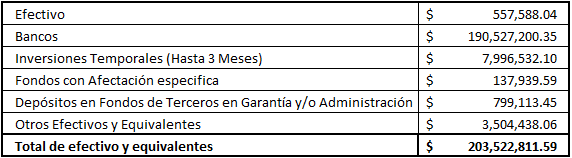 Efectivo $ 557,588.04
Bancos $ 190,527,200.35
Inversiones Temporales (Hasta 3 Meses) $ 7,996,532.10
Fondos con Afectación especifica $ 137,939.59
Depósitos en Fondos de Terceros en Garantía y/o Administración $ 799,113.45
Otros Efectivos y Equivalentes $ 3,504,438.06
Total de efectivo y equivalentes $ 203,522,811.59